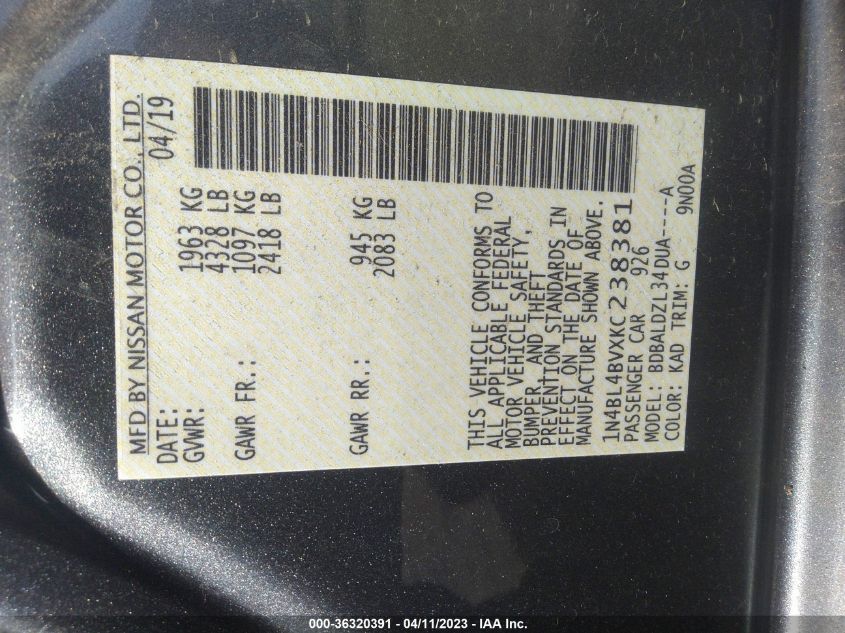 MFD BY NISSAN MOTOR CO., LTD.
DATE: 04/19
GVWR: 1963 KG
4328 LB
GAWR FR.: 1097 KG
2418 LB
GAWR RR.: 945 KG
2083 LB
THIS VEHICLE CONFORMS TO
ALL APPLICABLE FEDERAL
MOTOR VEHICLE SAFETY,
BUMPER, AND THEFT
PREVENTION STANDARDS IN
EFFECT ON THE DATE OF
MANUFACTURE SHOWN ABOVE.
1N4BL4BVXKC238381
PASSENGER CAR 926
MODEL: BDBALDZL34DUA----A
COLOR: KAD TRIM: G 9N00A
000-36320391 - 04/11/2023 - IAA Inc.